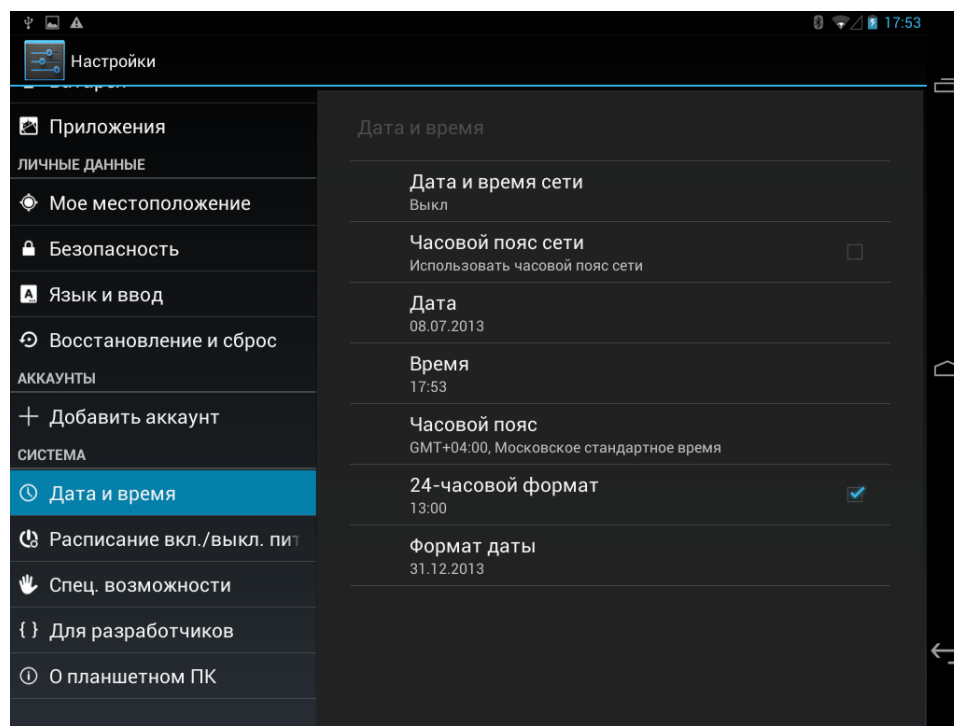 17:53
Настройки
Батарея
Приложения
ЛИЧНЫЕ ДАННЫЕ
Мое местоположение
Безопасность
Язык и ввод
Восстановление и сброс
АККАУНТЫ
Добавить аккаунт
СИСТЕМА
Дата и время
Расписание вкл./выкл. пит
Спец. возможности
Для разработчиков
О планшетном ПК
Дата и время
Дата и время сети
Выкл
Часовой пояс сети
Использовать часовой пояс сети
Дата
08.07.2013
Время
17:53
Часовой пояс
GMT+04:00, Московское стандартное время
24-часовой формат
13:00
Формат даты
31.12.2013